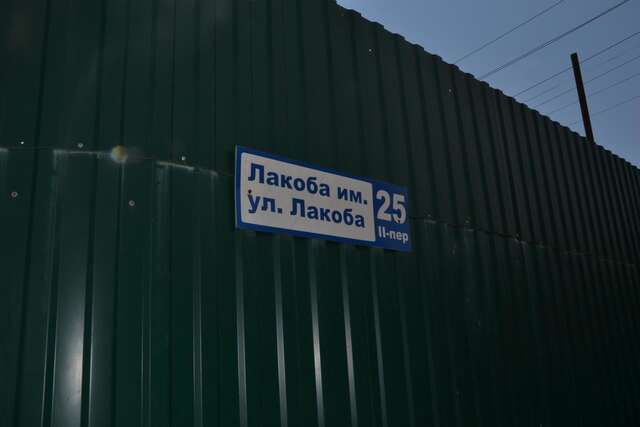 Лакоба им.
ул. Лакоба
25
II-пер